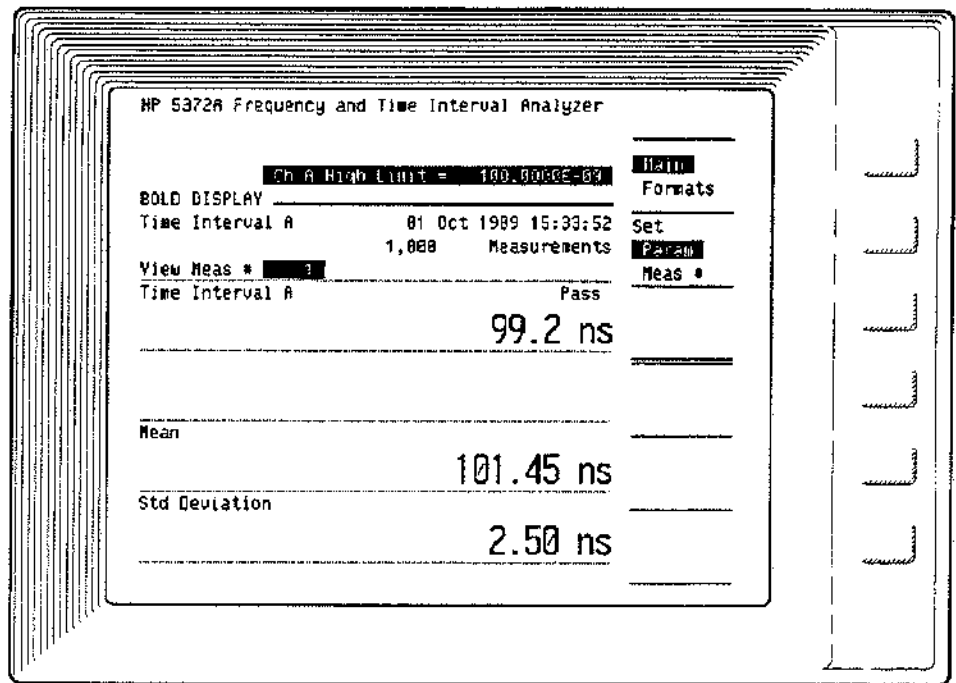 HP 5372A Frequency and Time Interval Analyzer
Ch A High Limit = 100.0000E-09
BOLD DISPLAY
Time Interval A 01 Oct 1989 15:33:52
1,000 Measurements
View Meas #
Time Interval A Pass
99.2 ns
Mean
101.45 ns
Std Deviation
2.50 ns
Main
Formats
Set
Param
Meas #